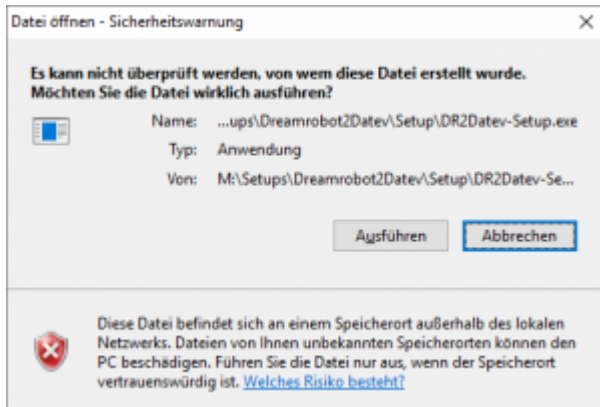 Datei öffnen - Sicherheitswarnung
Es kann nicht überprüft werden, von wem diese Datei erstellt wurde.
Möchten Sie die Datei wirklich ausführen?
Name: ...ups\Dreamrobot2Datev\Setup\DR2Datev-Setup.exe
Typ: Anwendung
Von: M:\Setups\Dreamrobot2Datev\Setup\DR2Datev-Se...
Ausführen Abbrechen
Diese Datei befindet sich an einem Speicherort außerhalb des lokalen
Netzwerks. Dateien von Ihnen unbekannten Speicherorten können den
PC beschädigen. Führen Sie die Datei nur aus, wenn der Speicherort
vertrauenswürdig ist. Welches Risiko besteht?